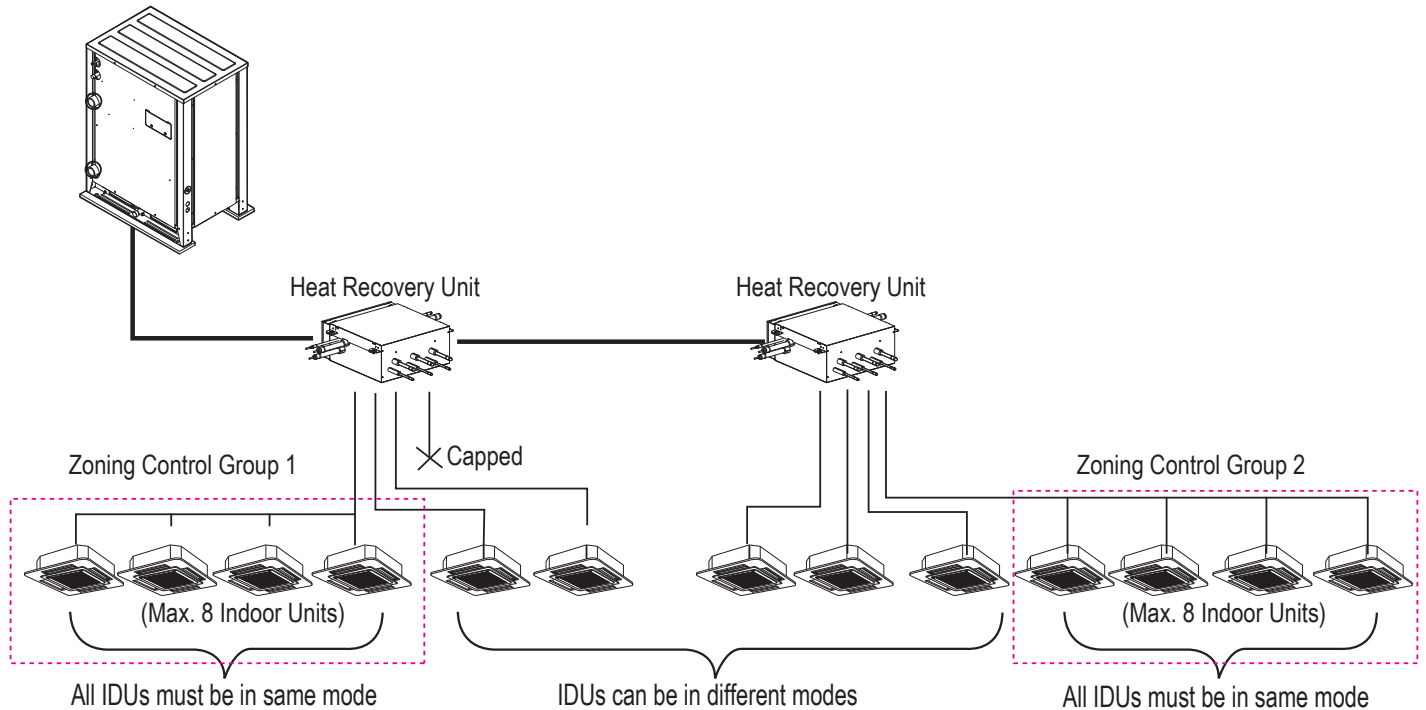 Heat Recovery Unit
Heat Recovery Unit
Capped
Zoning Control Group 1
Zoning Control Group 2
(Max. 8 Indoor Units)
(Max. 8 Indoor Units)
All IDUs must be in same mode
IDUs can be in different modes
All IDUs must be in same mode